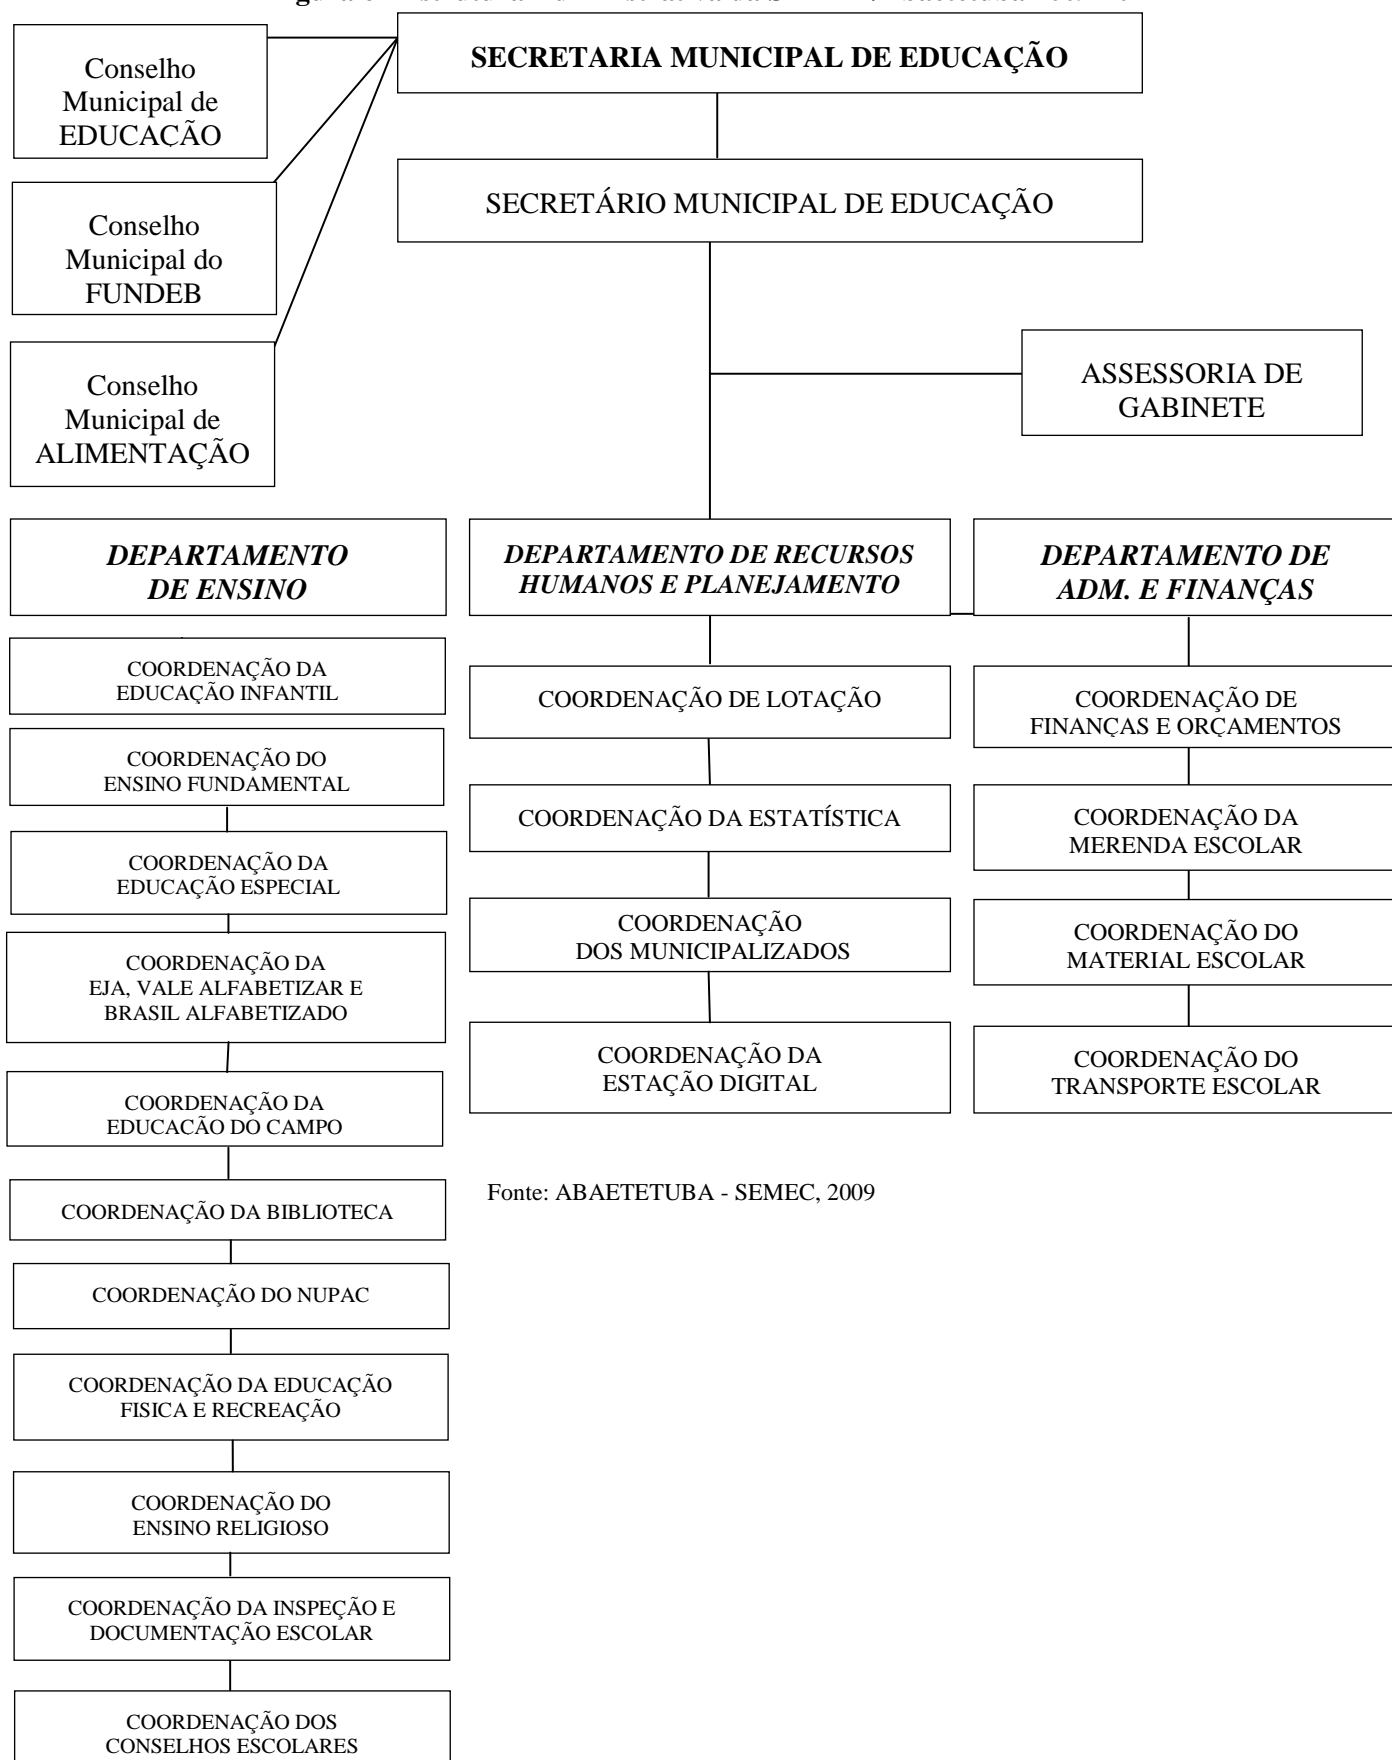 SECRETARIA MUNICIPAL DE EDUCAÇÃO
Conselho
Municipal de
EDUCAÇÃO
SECRETÁRIO MUNICIPAL DE EDUCAÇÃO
Conselho
Municipal do
FUNDEB
ASSESSORIA DE
GABINETE
Conselho
Municipal de
ALIMENTAÇÃO
DEPARTAMENTO
DE ENSINO
COORDENAÇÃO DA
EDUCAÇÃO INFANTIL
COORDENAÇÃO DO
ENSINO FUNDAMENTAL
COORDENAÇÃO DA
EDUCAÇÃO ESPECIAL
COORDENAÇÃO DA
EJA, VALE ALFABETIZAR E
BRASIL ALFABETIZADO
COORDENAÇÃO DA
EDUCAÇÃO DO CAMPO
COORDENAÇÃO DA BIBLIOTECA
COORDENAÇÃO DO NUPAC
COORDENAÇÃO DA EDUCAÇÃO
FISICA E RECREAÇÃO
COORDENAÇÃO DO
ENSINO RELIGIOSO
COORDENAÇÃO DA INSPEÇÃO E
DOCUMENTAÇÃO ESCOLAR
COORDENAÇÃO DOS
CONSELHOS ESCOLARES
DEPARTAMENTO DE RECURSOS
HUMANOS E PLANEJAMENTO
COORDENAÇÃO DE LOTAÇÃO
COORDENAÇÃO DA ESTATÍSTICA
COORDENAÇÃO
DOS MUNICIPALIZADOS
COORDENAÇÃO DA
ESTAÇÃO DIGITAL
DEPARTAMENTO DE
ADM. E FINANÇAS
COORDENAÇÃO DE
FINANÇAS E ORÇAMENTOS
COORDENAÇÃO DA
MERENDA ESCOLAR
COORDENAÇÃO DO
MATERIAL ESCOLAR
COORDENAÇÃO DO
TRANSPORTE ESCOLAR
Fonte: ABAETETUBA - SEMEC, 2009